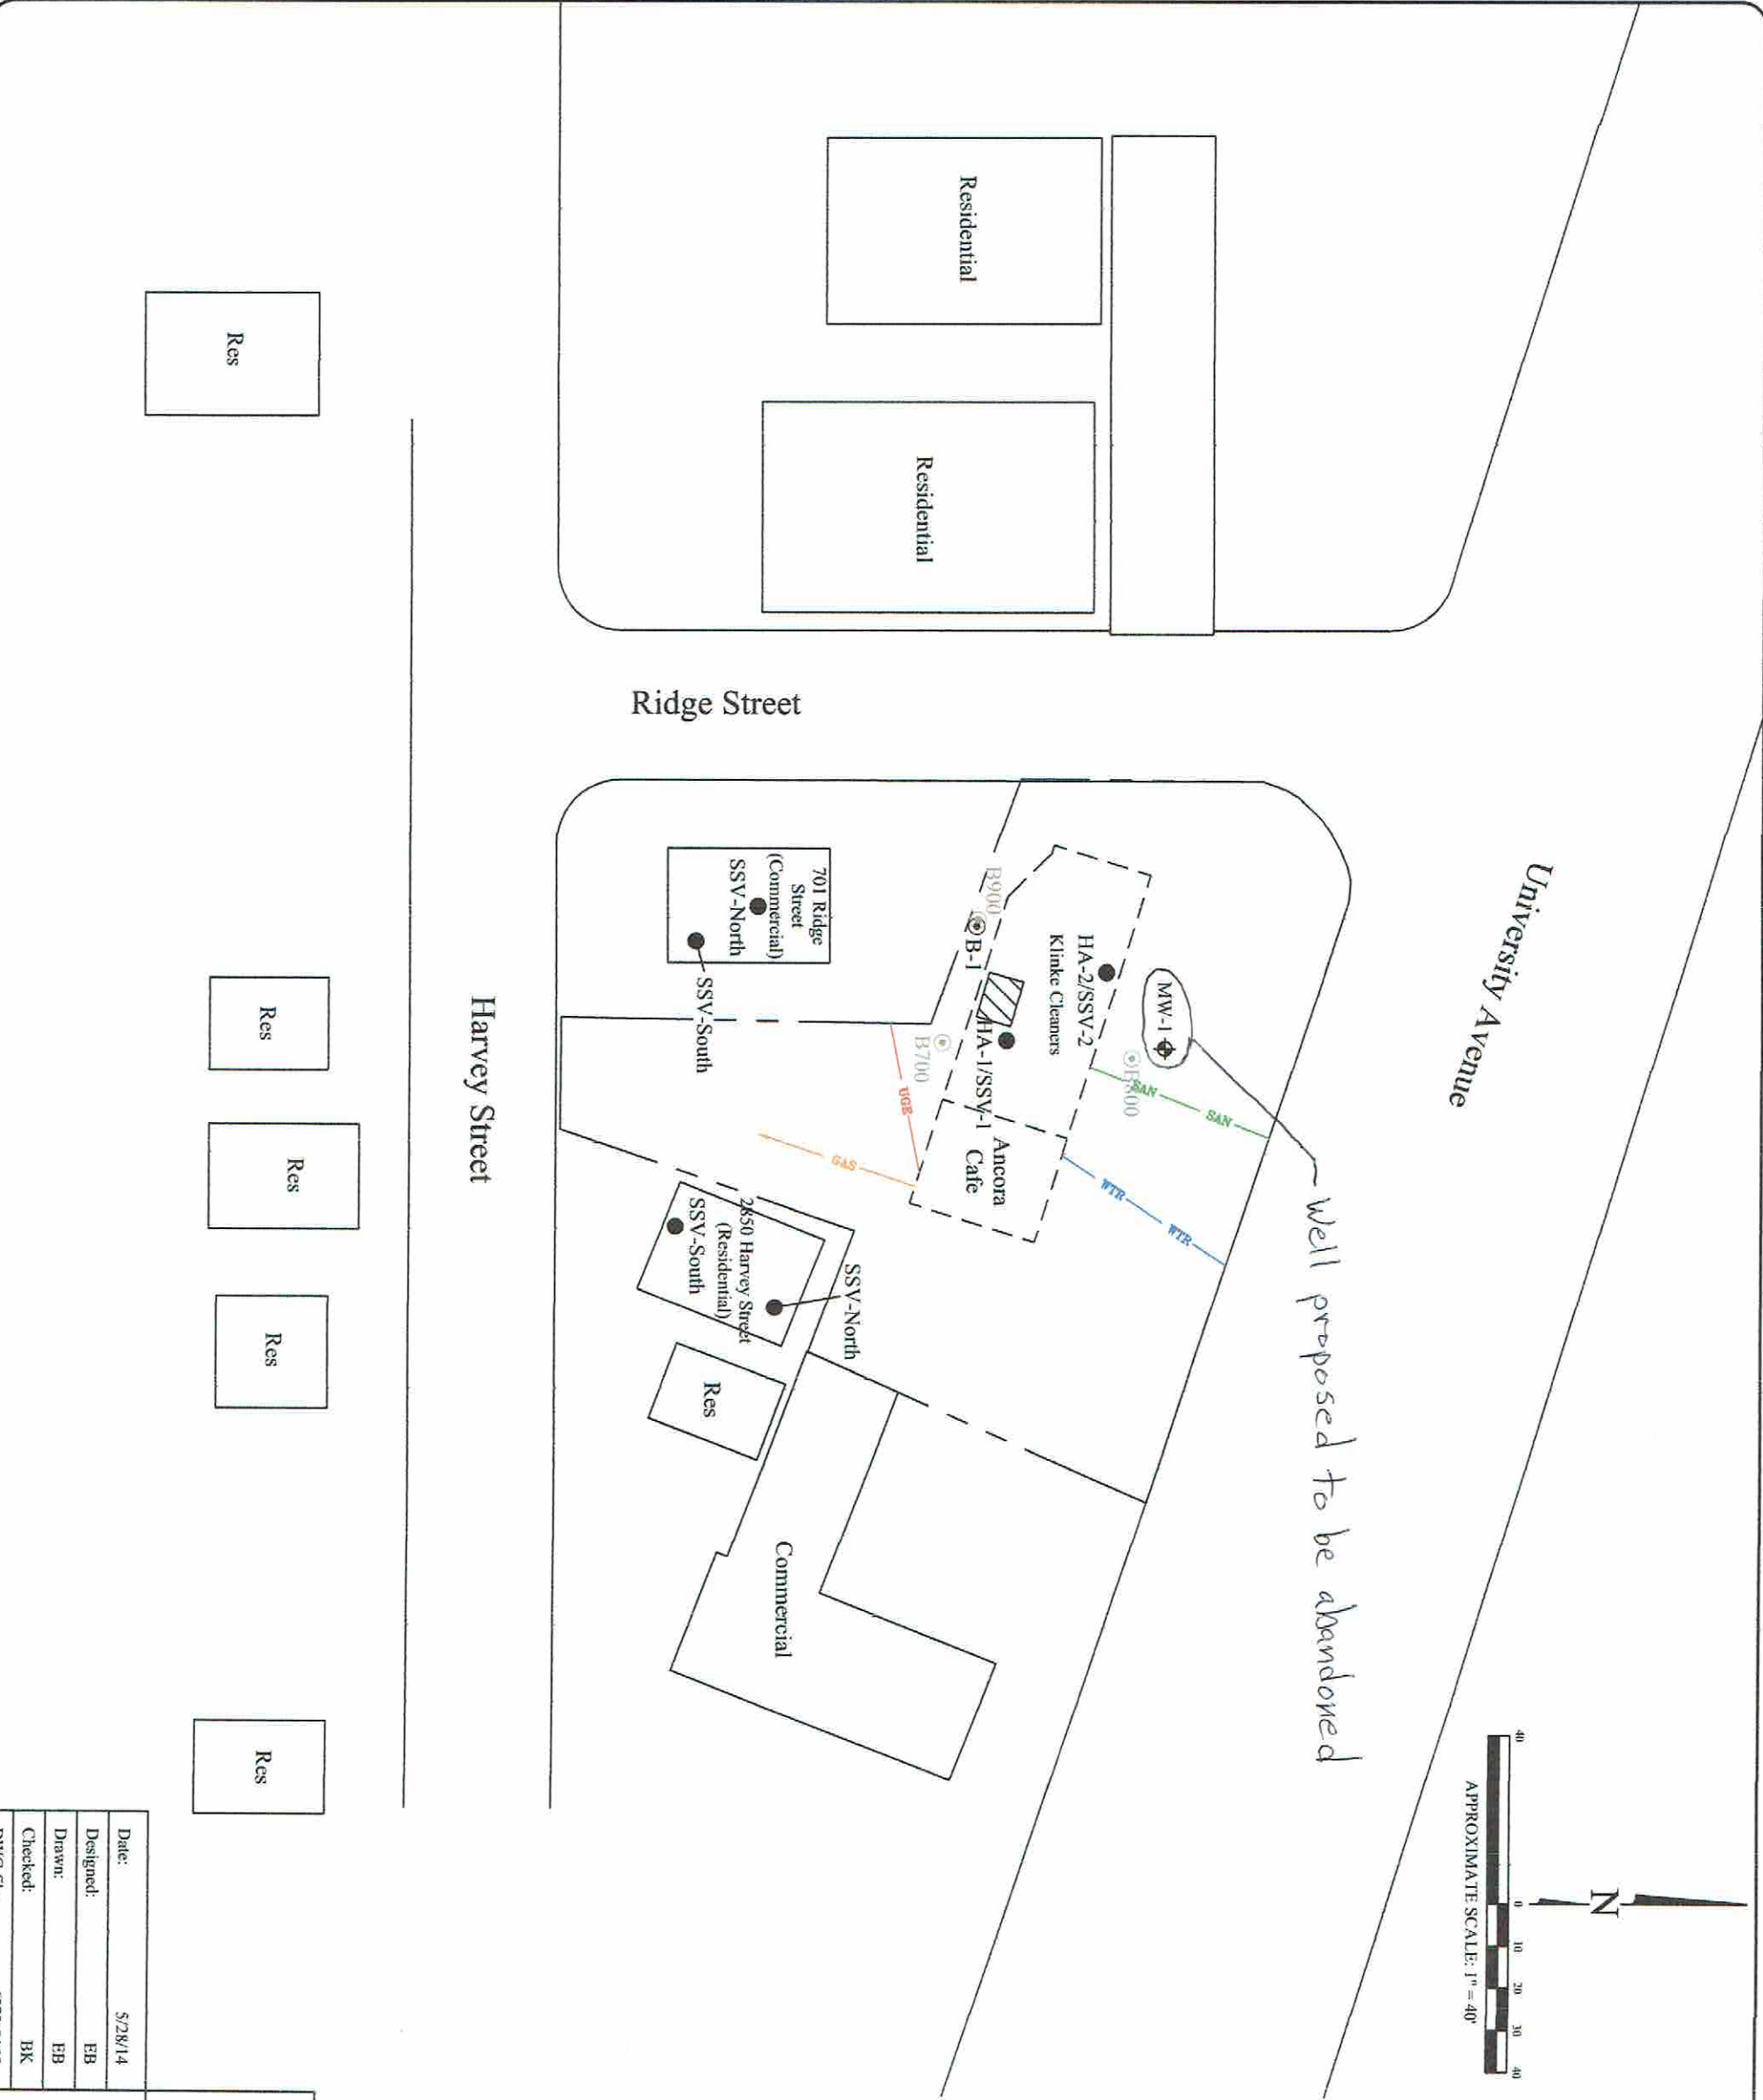 University Avenue
Well proposed to be abandoned
40
0
10
20
30
40
APPROXIMATE SCALE: 1" = 40'
N
Residential
Residential
Ridge Street
MW-1
HA-2/SSV-2
Klinke Cleaners
B800
SAN
SAN
WTR
WTR
B900
B-1
HA-1/SSV-1
Ancora
Cafe
B700
UGE
GAS
701 Ridge
Street
(Commercial)
SSV-North
SSV-South
SSV-North
2850 Harvey Street
(Residential)
SSV-South
Res
Commercial
Harvey Street
Res
Res
Res
Res
Res
Date: 5/28/14
Designed: EB
Drawn: EB
Checked: BK